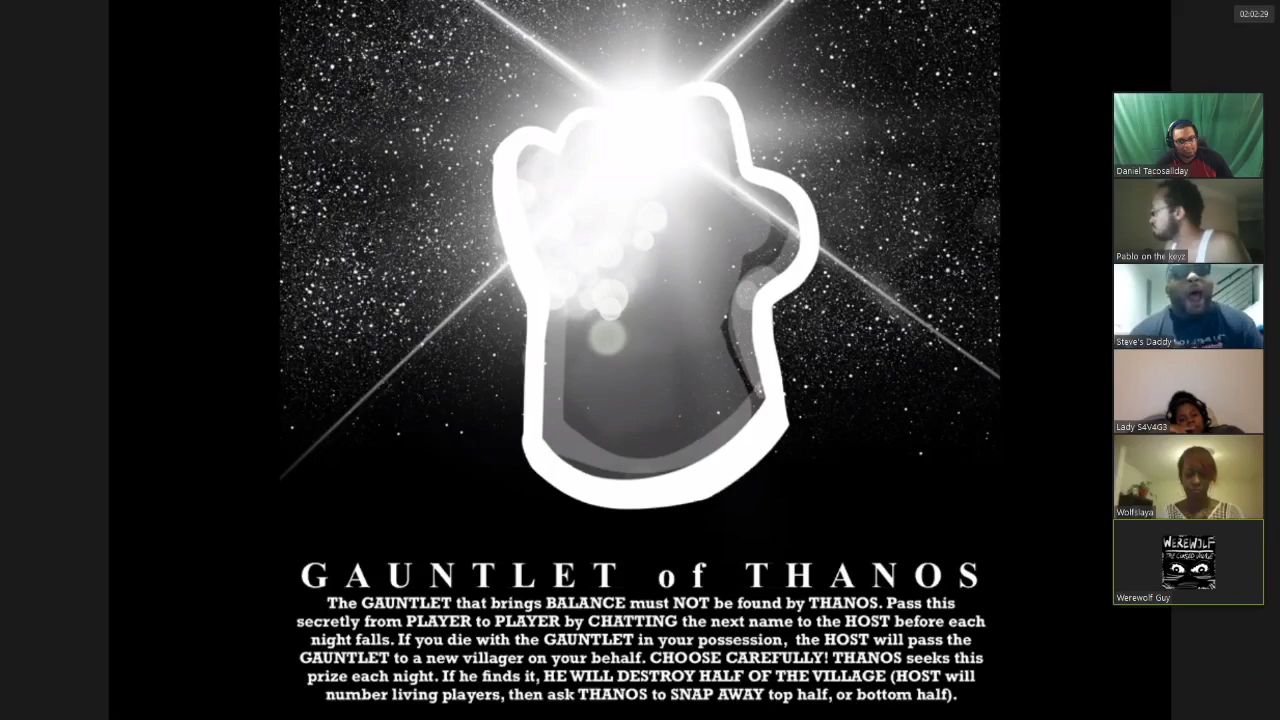 02:02:29
Daniel Tacosallday
Pablo on the keyz
Steve's Daddy
Lady S4V4G3
Wolfslaya
WEREWOLF
THE CURSED VILLAGE
Werewolf Guy
GAUNTLET of THANOS
The GAUNTLET that brings BALANCE must NOT be found by THANOS. Pass this
secretly from PLAYER to PLAYER by CHATTING the next name to the HOST before each
night falls. If you die with the GAUNTLET in your possession, the HOST will pass the
GAUNTLET to a new villager on your behalf. CHOOSE CAREFULLY! THANOS seeks this
prize each night. If he finds it, HE WILL DESTROY HALF OF THE VILLAGE (HOST will
number living players, then ask THANOS to SNAP AWAY top half, or bottom half).